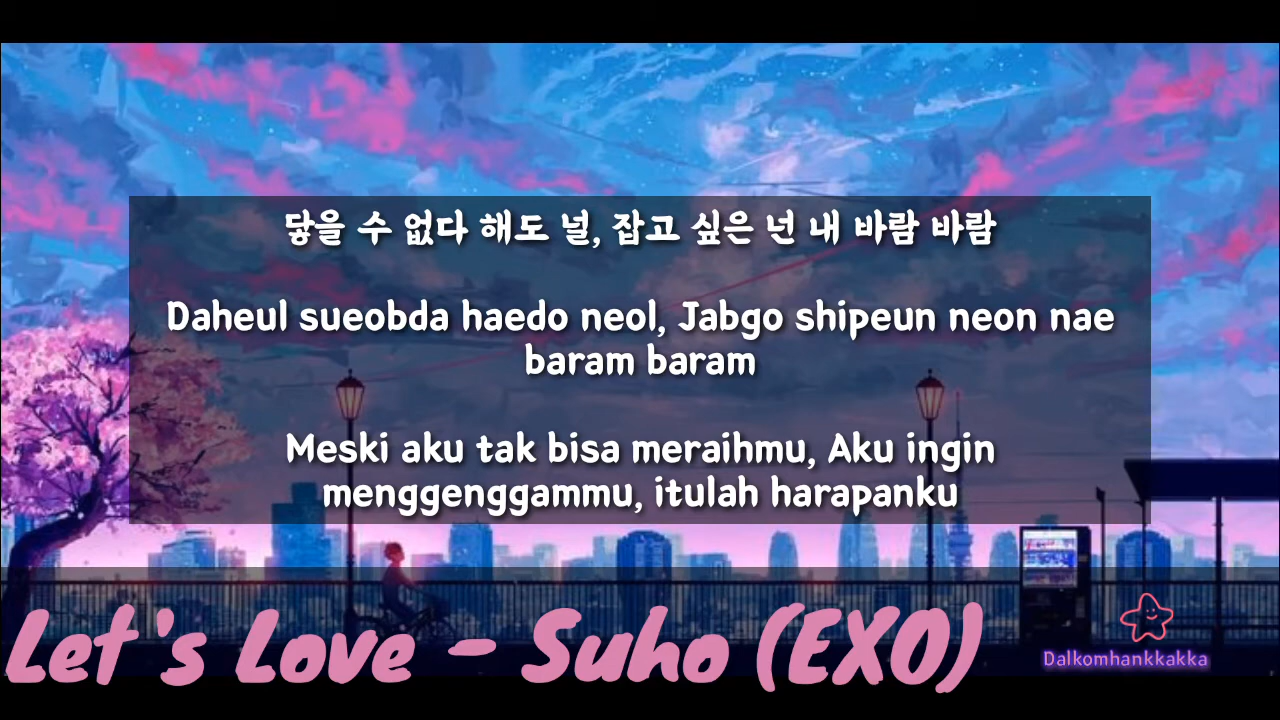 닿을 수 없다 해도 널, 잡고 싶은 넌 내 바람 바람
Daheul sueobda haedo neol, Jabgo shipeun neon nae
baram baram
Meski aku tak bisa meraihmu, Aku ingin
menggenggammu, itulah harapanku
Let's Love - Suho (EXO)
Dalkomhankkakka